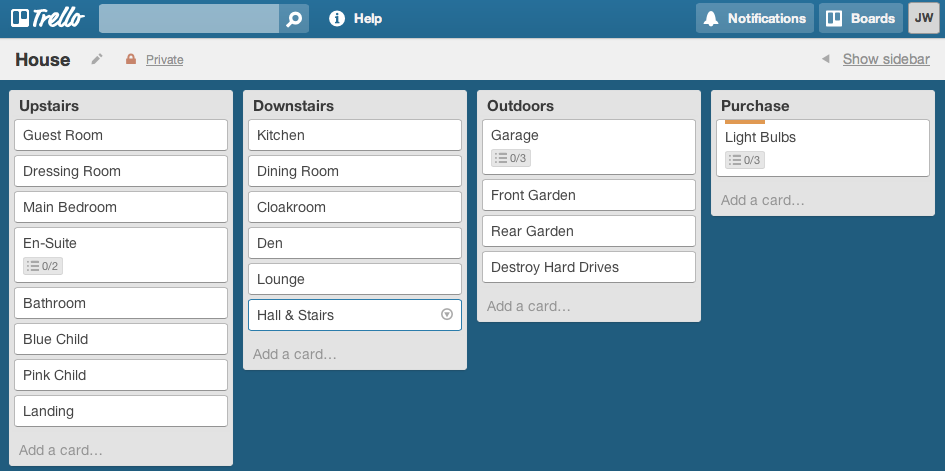 Trello
Help
Notifications
Boards
JW
House
Private
Show sidebar
Upstairs
Guest Room
Dressing Room
Main Bedroom
En-Suite
0/2
Bathroom
Blue Child
Pink Child
Landing
Add a card…
Downstairs
Kitchen
Dining Room
Cloakroom
Den
Lounge
Hall & Stairs
Add a card…
Outdoors
Garage
0/3
Front Garden
Rear Garden
Destroy Hard Drives
Add a card…
Purchase
Light Bulbs
0/3
Add a card…